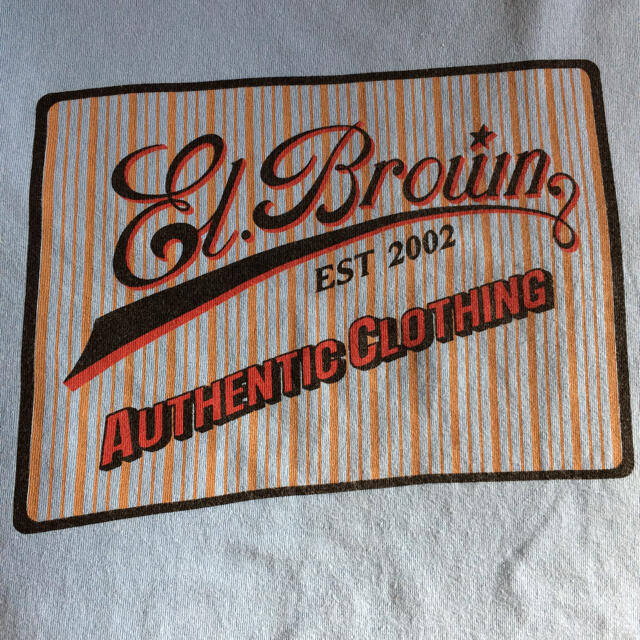 El. Brown
EST 2002
AUTHENTIC CLOTHING